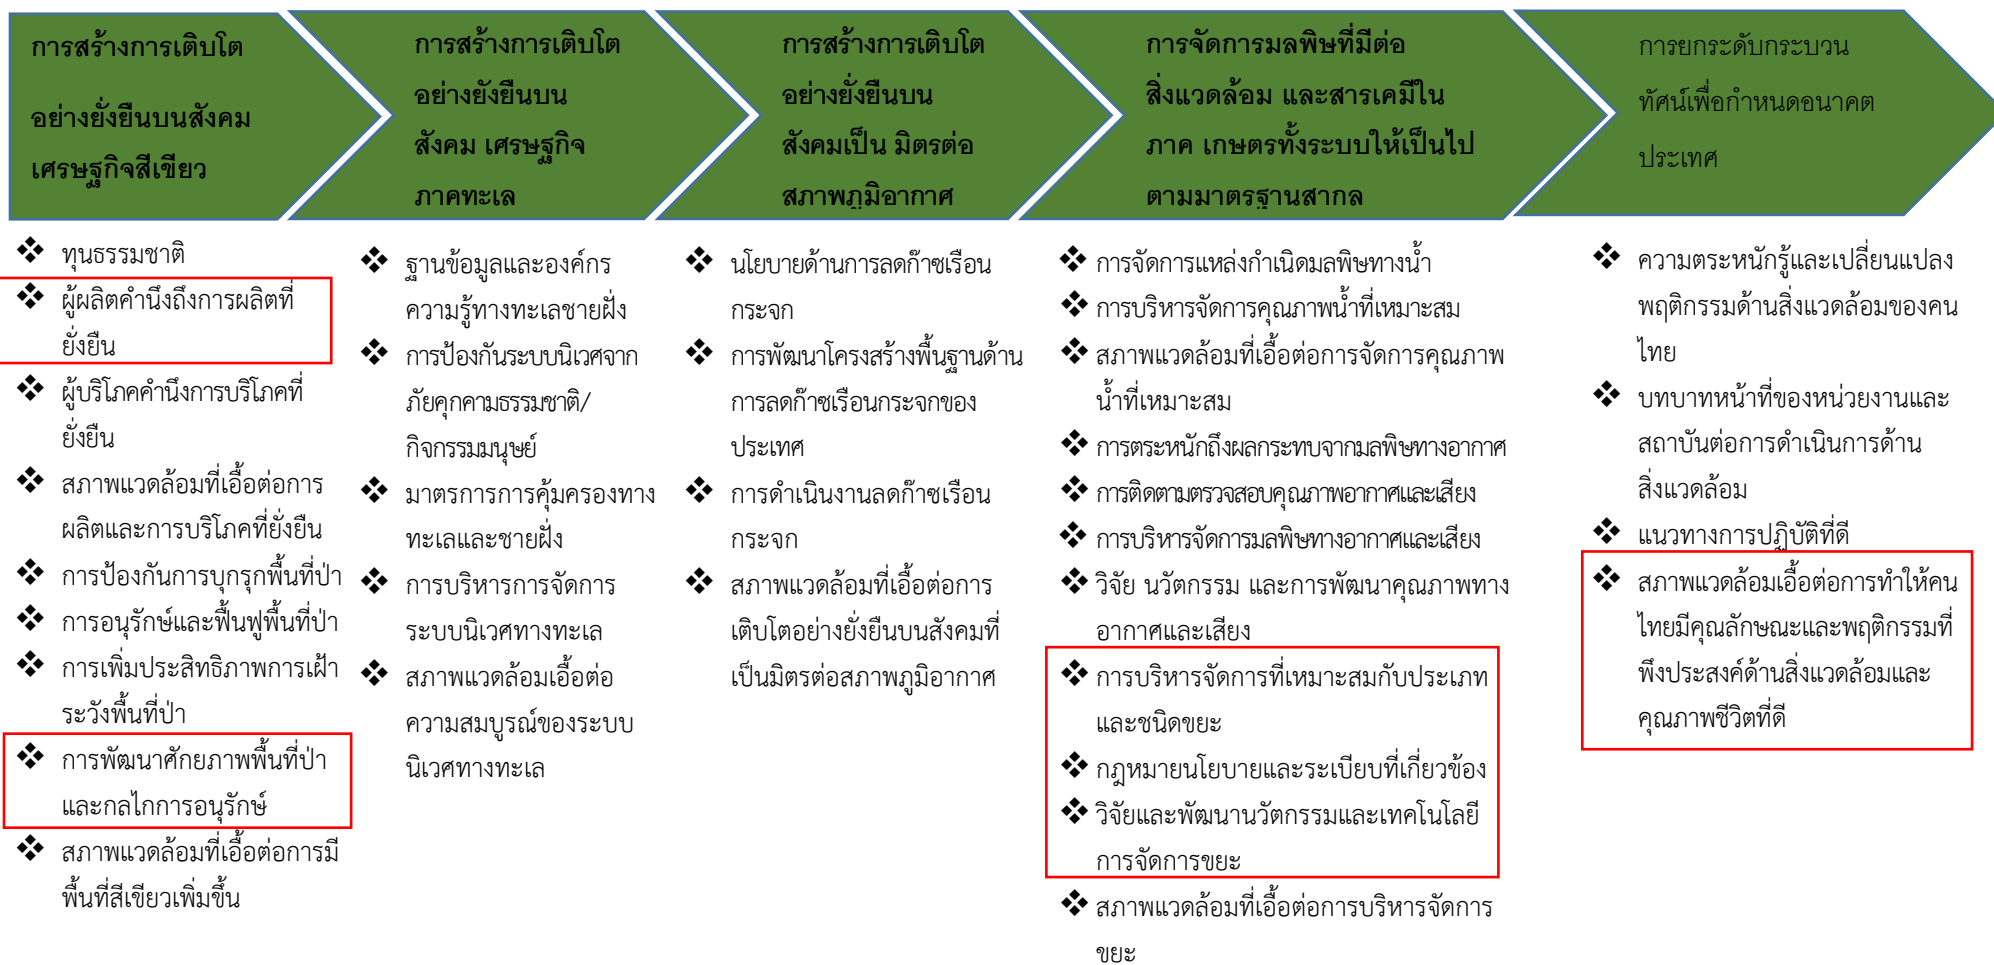 การสร้างการเติบโต
อย่างยั่งยืนบนสังคม
เศรษฐกิจสีเขียว
ทุนธรรมชาติ
ผู้ผลิตคำนึงถึงการผลิตที่
ยั่งยืน
ผู้บริโภคคำนึงการบริโภคที่
ยั่งยืน
สภาพแวดล้อมที่เอื้อต่อการ
ผลิตและการบริโภคที่ยั่งยืน
การป้องกันการบุกรุกพื้นที่ป่า
การอนุรักษ์และฟื้นฟูพื้นที่ป่า
การเพิ่มประสิทธิภาพการเฝ้า
ระวังพื้นที่ป่า
การพัฒนาศักยภาพพื้นที่ป่า
และกลไกการอนุรักษ์
สภาพแวดล้อมที่เอื้อต่อการมี
พื้นที่สีเขียวเพิ่มขึ้น
การสร้างการเติบโต
อย่างยังยืนบน
สังคม เศรษฐกิจ
ภาคทะเล
ฐานข้อมูลและองค์กร
ความรู้ทางทะเลชายฝั่ง
การป้องกันระบบนิเวศจาก
ภัยคุกคามธรรมชาติ/
กิจกรรมมนุษย์
มาตรการการคุ้มครองทาง
ทะเลและชายฝั่ง
การบริหารการจัดการ
ระบบนิเวศทางทะเล
สภาพแวดล้อมเอื้อต่อ
ความสมบูรณ์ของระบบ
นิเวศทางทะเล
การสร้างการเติบโต
อย่างยั่งยืนบน
สังคมเป็น มิตรต่อ
สภาพภูมิอากาศ
นโยบายด้านการลดก๊าซเรือน
กระจก
การพัฒนาโครงสร้างพื้นฐานด้าน
การลดก๊าซเรือนกระจกของ
ประเทศ
การดำเนินงานลดก๊าซเรือน
กระจก
สภาพแวดล้อมที่เอื้อต่อการ
เติบโตอย่างยั่งยืนบนสังคมที่
เป็นมิตรต่อสภาพภูมิอากาศ
การจัดการมลพิษที่มีต่อ
สิ่งแวดล้อม และสารเคมีใน
ภาค เกษตรทั้งระบบให้เป็นไป
ตามมาตรฐานสากล
การจัดการแหล่งกำเนิดมลพิษทางน้ำ
การบริหารจัดการคุณภาพน้ำที่เหมาะสม
สภาพแวดล้อมที่เอื้อต่อการจัดการคุณภาพ
น้ำที่เหมาะสม
การตระหนักถึงผลกระทบจากมลพิษทางอากาศ
การติดตามตรวจสอบคุณภาพอากาศและเสียง
การบริหารจัดการมลพิษทางอากาศและเสียง
วิจัย นวัตกรรม และการพัฒนาคุณภาพทาง
อากาศและเสียง
การบริหารจัดการที่เหมาะสมกับประเภท
และชนิดขยะ
กฎหมายนโยบายและระเบียบที่เกี่ยวข้อง
วิจัยและพัฒนานวัตกรรมและเทคโนโลยี
การจัดการขยะ
สภาพแวดล้อมที่เอื้อต่อการบริหารจัดการ
ขยะ
การยกระดับกระบวน
ทัศน์เพื่อกำหนดอนาคต
ประเทศ
ความตระหนักรู้และเปลี่ยนแปลง
พฤติกรรมด้านสิ่งแวดล้อมของคน
ไทย
บทบาทหน้าที่ของหน่วยงานและ
สถาบันต่อการดำเนินการด้าน
สิ่งแวดล้อม
แนวทางการปฏิบัติที่ดี
สภาพแวดล้อมเอื้อต่อการทำให้คน
ไทยมีคุณลักษณะและพฤติกรรมที่
พึงประสงค์ด้านสิ่งแวดล้อมและ
คุณภาพชีวิตที่ดี